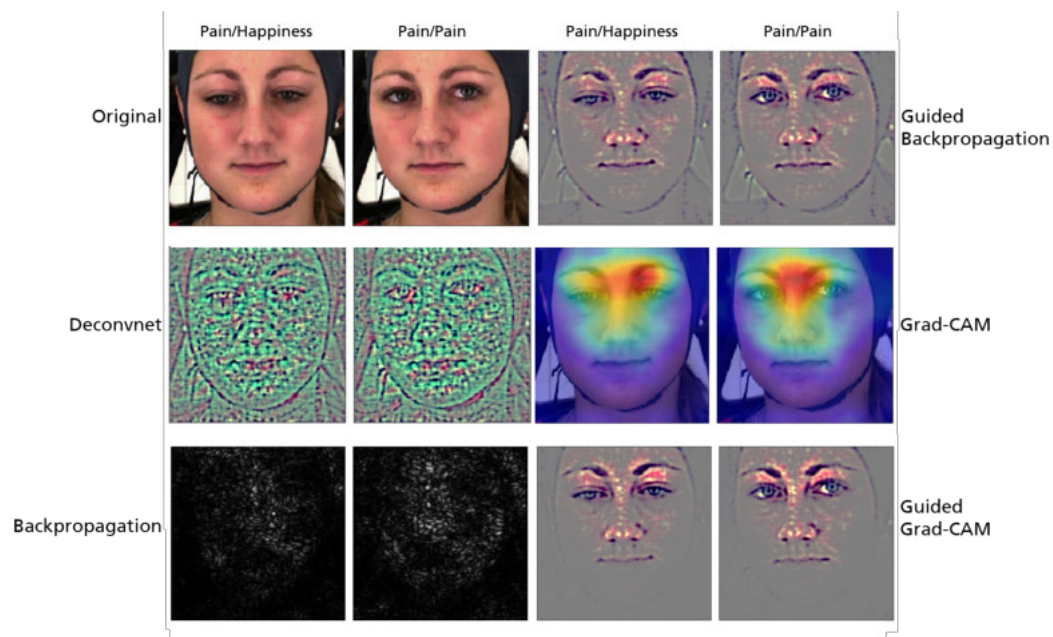 Pain/Happiness Pain/Pain Pain/Happiness Pain/Pain
Original
Guided
Backpropagation
Deconvnet
Grad-CAM
Backpropagation
Guided
Grad-CAM